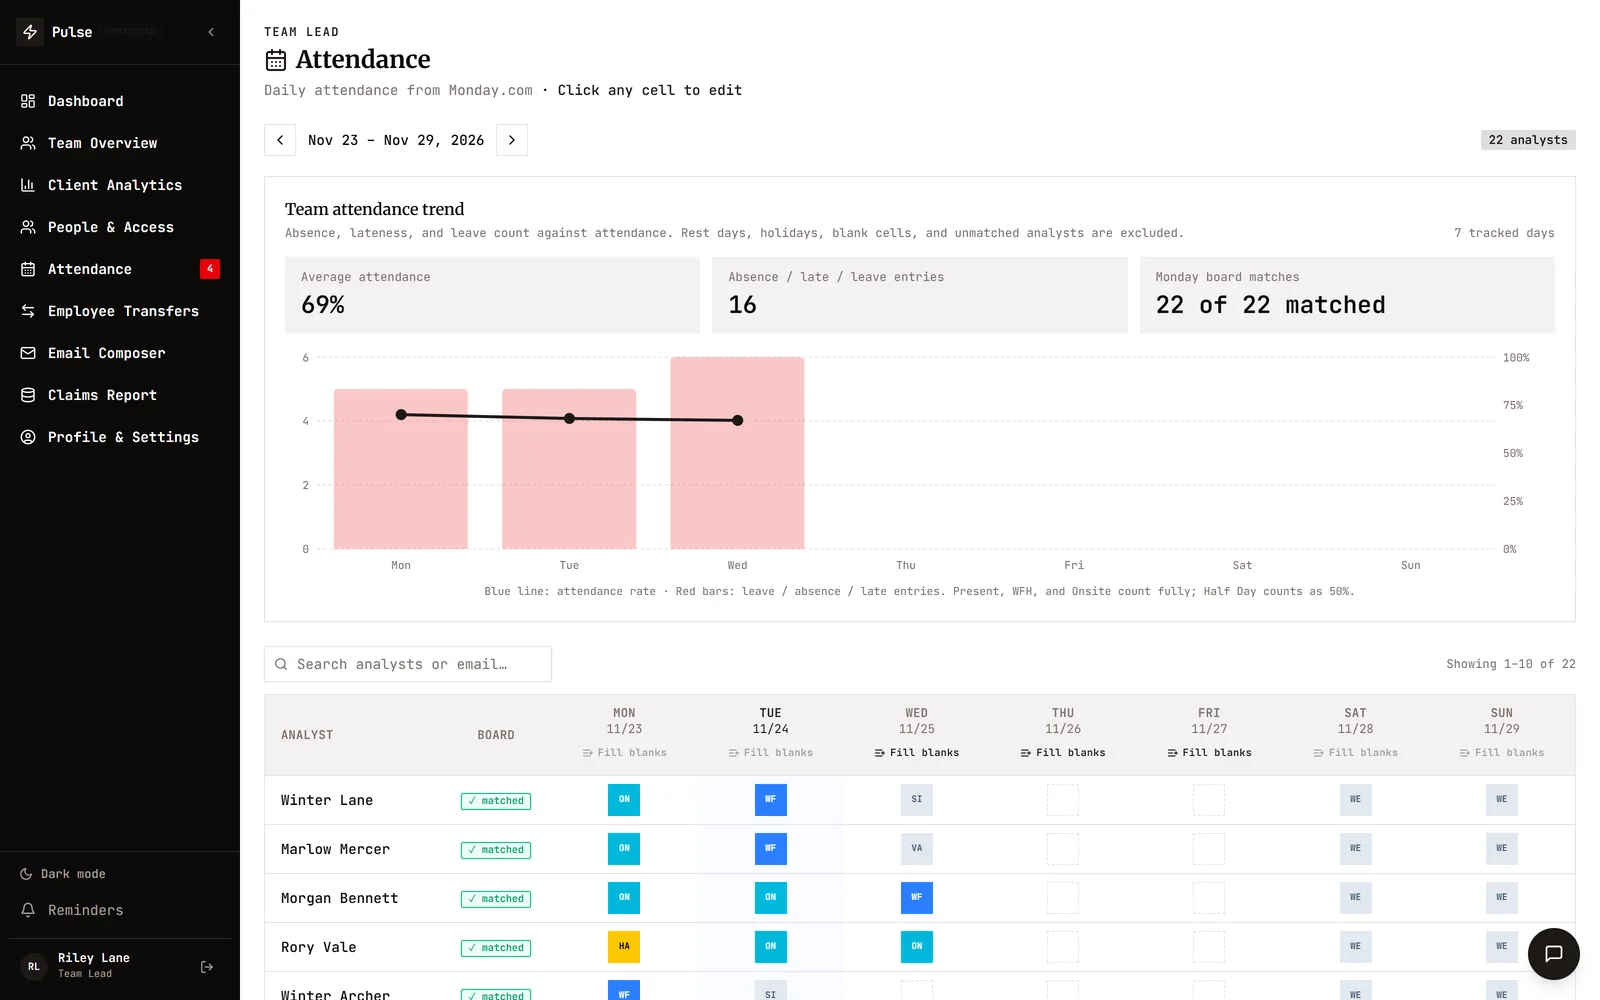 Pulse
Dashboard
Team Overview
Client Analytics
People & Access
Attendance 4
Employee Transfers
Email Composer
Claims Report
Profile & Settings
Dark mode
Reminders
RL Riley Lane
Team Lead
TEAM LEAD
Attendance
Daily attendance from Monday.com · Click any cell to edit
Nov 23 – Nov 29, 2026
22 analysts
Team attendance trend
Absence, lateness, and leave count against attendance. Rest days, holidays, blank cells, and unmatched analysts are excluded.
7 tracked days
Average attendance
69%
Absence / late / leave entries
16
Monday board matches
22 of 22 matched
6 100%
75%
4
50%
2
25%
0 0%
Mon Tue Wed Thu Fri Sat Sun
Blue line: attendance rate · Red bars: leave / absence / late entries. Present, WFH, and Onsite count fully; Half Day counts as 50%.
Search analysts or email…
Showing 1–10 of 22
ANALYST BOARD
MON TUE WED THU FRI SAT SUN
11/23 11/24 11/25 11/26 11/27 11/28 11/29
Fill blanks Fill blanks Fill blanks Fill blanks Fill blanks Fill blanks Fill blanks
Winter Lane ✓ matched ON WF SI WE WE
Marlow Mercer ✓ matched ON WF VA WE WE
Morgan Bennett ✓ matched ON ON WF WE WE
Rory Vale ✓ matched HA ON ON WE WE
Winter Archer ✓ matched WF SI WE WE